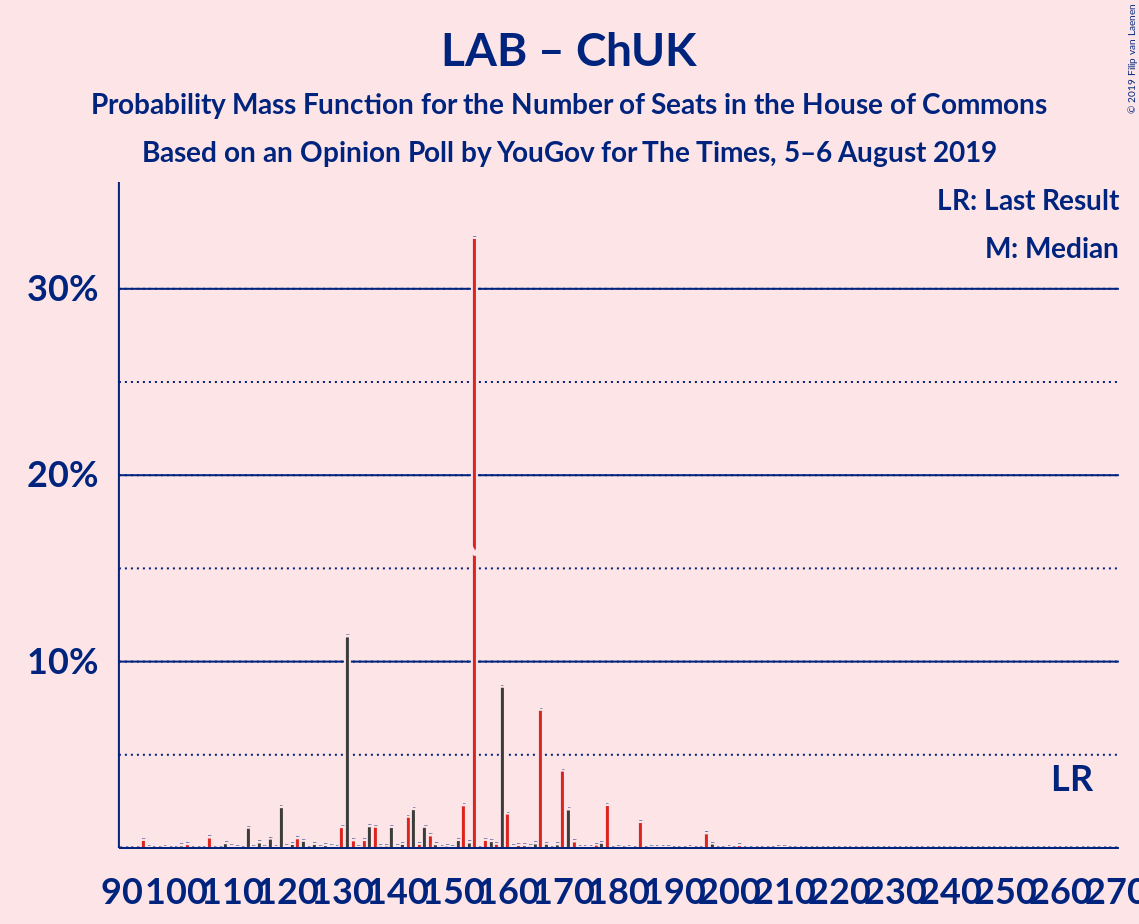 LAB – ChUK
Probability Mass Function for the Number of Seats in the House of Commons
Based on an Opinion Poll by YouGov for The Times, 5–6 August 2019
© 2019 Filip van Laenen
LR: Last Result
M: Median
30%
20%
10%
LR
90 100 110 120 130 140 150 160 170 180 190 200 210 220 230 240 250 260 270